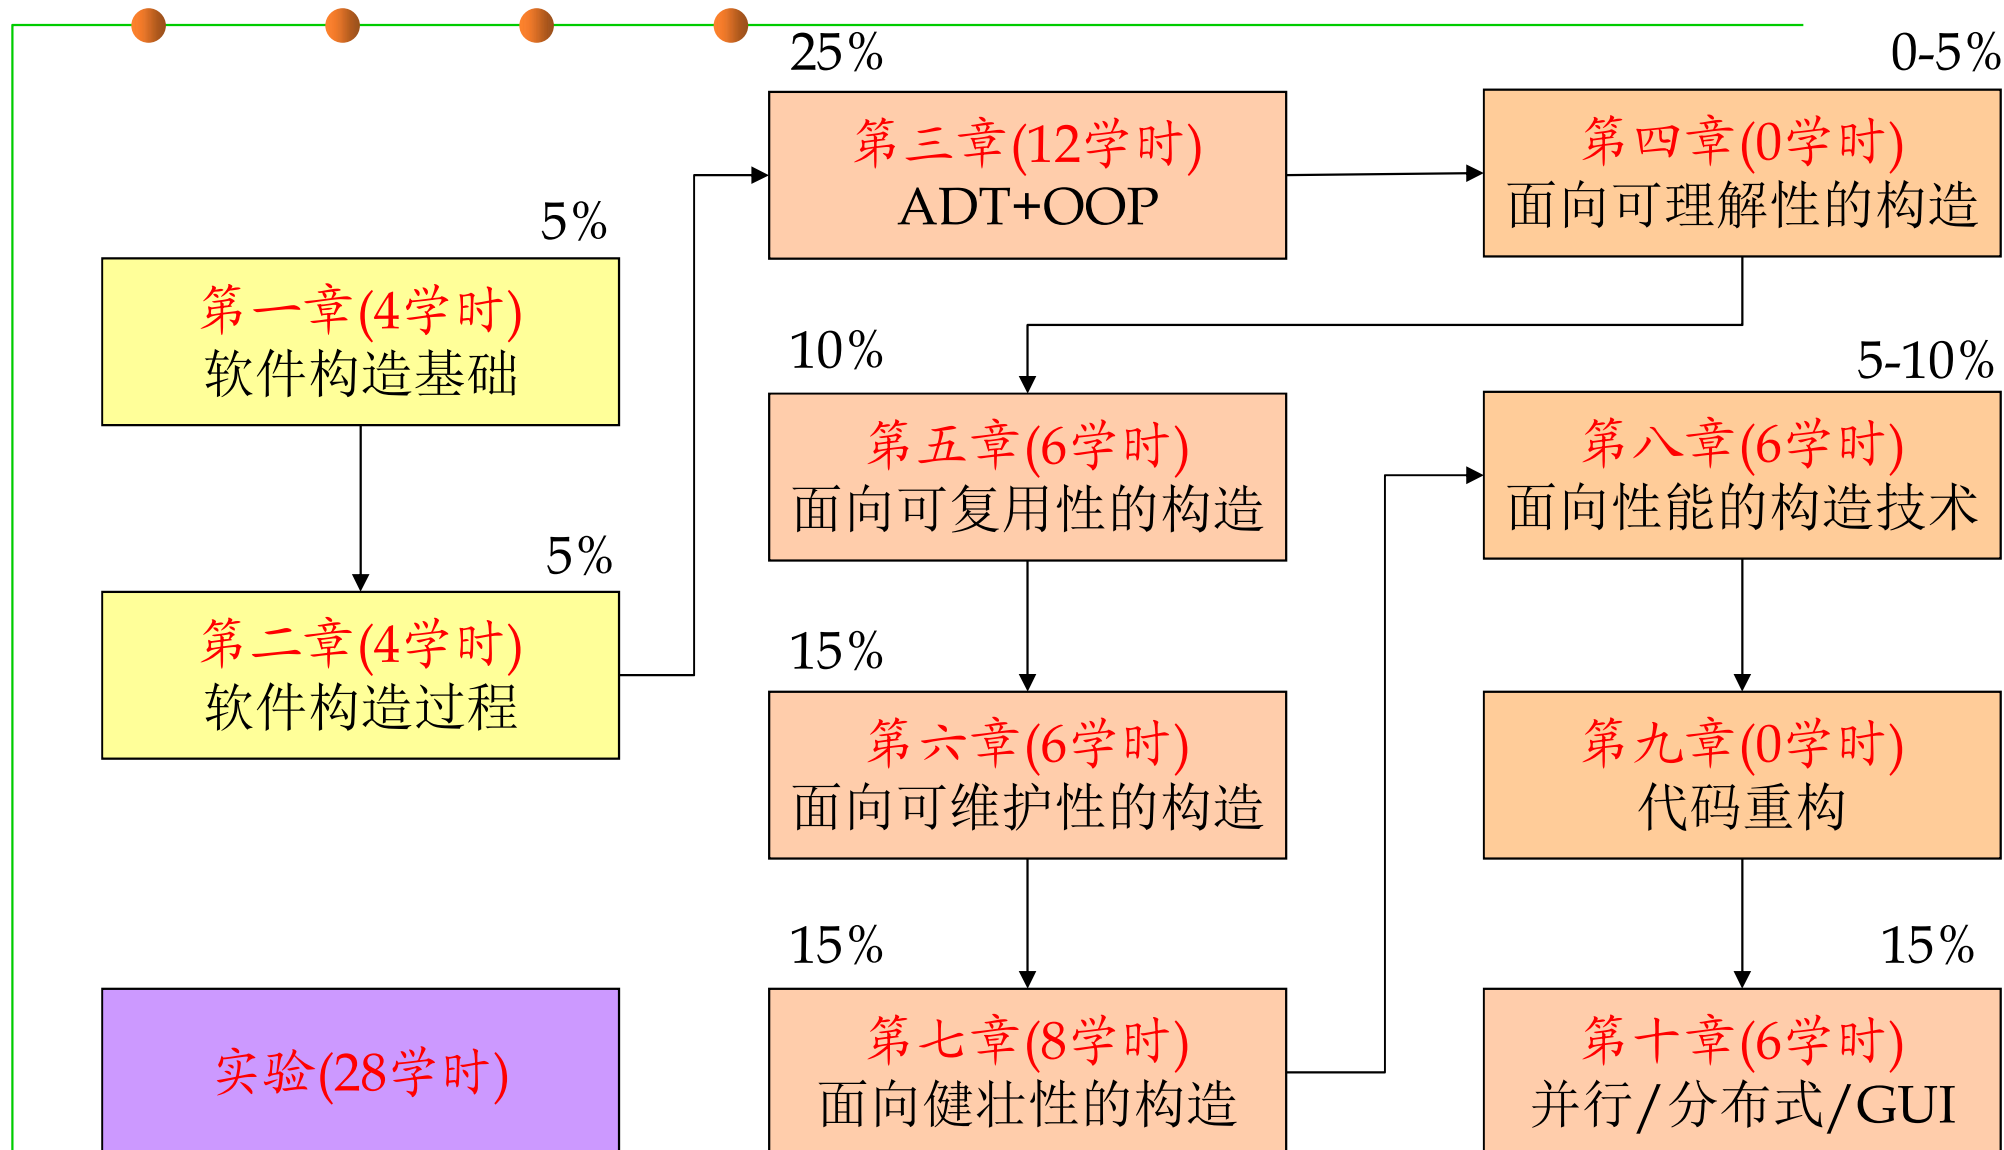 5%
第一章(4学时)
软件构造基础
5%
第二章(4学时)
软件构造过程
25%
第三章(12学时)
ADT+OOP
0-5%
第四章(0学时)
面向可理解性的构造
10%
第五章(6学时)
面向可复用性的构造
15%
第六章(6学时)
面向可维护性的构造
15%
第七章(8学时)
面向健壮性的构造
5-10%
第八章(6学时)
面向性能的构造技术
第九章(0学时)
代码重构
15%
第十章(6学时)
并行/分布式/GUI
实验(28学时)